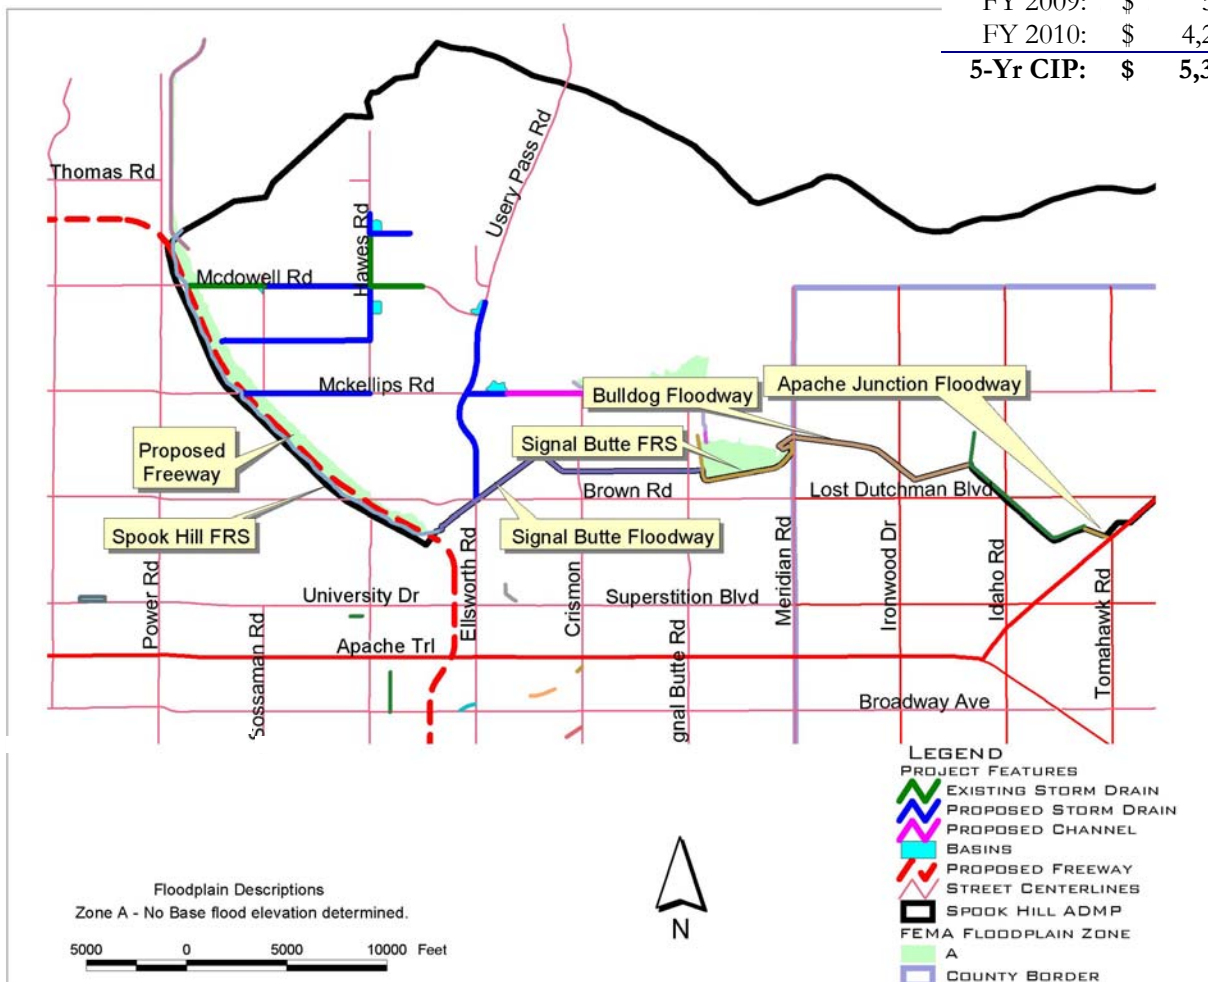 FY 2009: $
FY 2010: $ 4,2
5-Yr CIP: $ 5,3
Thomas Rd
Usery Pass Rd
Hawes Rd
Mcdowell Rd
Mckellips Rd
Bulldog Floodway
Apache Junction Floodway
Proposed
Freeway
Signal Butte FRS
Brown Rd
Lost Dutchman Blvd
Spook Hill FRS
Signal Butte Floodway
Power Rd
Sossaman Rd
University Dr
Apache Trl
Ellsworth Rd
Crismon
Superstition Blvd
gnal Butte Rd
Meridian Rd
Ironwood Dr
Idaho Rd
Tomahawk Rd
Broadway Ave
LEGEND
PROJECT FEATURES
EXISTING STORM DRAIN
PROPOSED STORM DRAIN
PROPOSED CHANNEL
BASINS
PROPOSED FREEWAY
STREET CENTERLINES
SPOOK HILL ADMP
FEMA FLOODPLAIN ZONE
A
COUNTY BORDER
Floodplain Descriptions
Zone A - No Base flood elevation determined.
5000 0 5000 10000 Feet
N